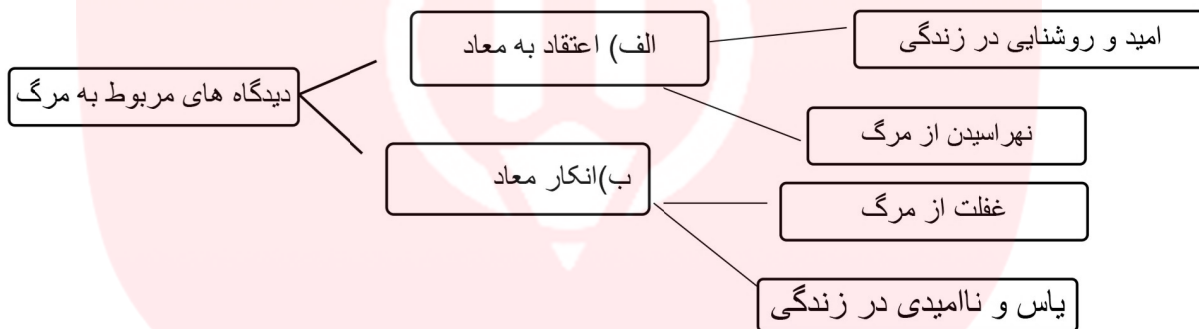 دیدگاه های مربوط به مرگ
الف) اعتقاد به معاد
امید و روشنایی در زندگی
نهراسیدن از مرگ
ب)انکار معاد
غفلت از مرگ
یاس و ناامیدی در زندگی